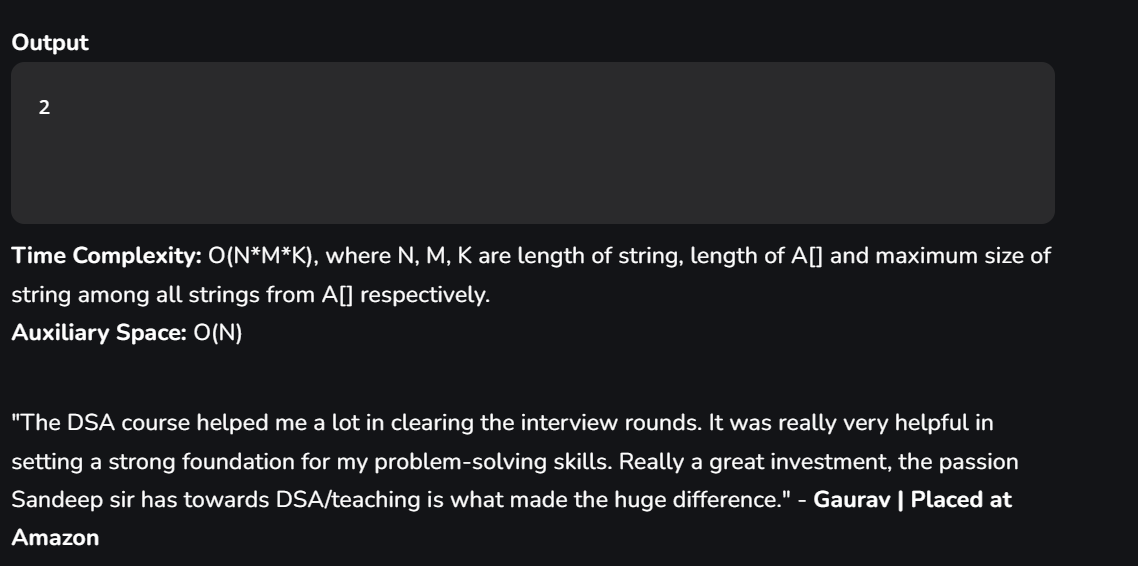 Output
2
Time Complexity: O(N*M*K), where N, M, K are length of string, length of A[] and maximum size of
string among all strings from A[] respectively.
Auxiliary Space: O(N)
"The DSA course helped me a lot in clearing the interview rounds. It was really very helpful in
setting a strong foundation for my problem-solving skills. Really a great investment, the passion
Sandeep sir has towards DSA/teaching is what made the huge difference." - Gaurav | Placed at
Amazon